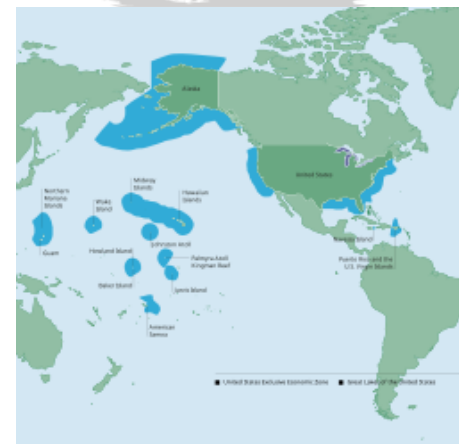 Alaska
United States
Northern
Mariana
Islands
Guam
Wake
Island
Midway
Islands
Hawaiian
Islands
Johnston Atoll
Howland Island
Baker Island
Palmyra Atoll
Kingman Reef
Jarvis Island
American
Samoa
Navassa Island
Puerto Rico and the
U.S. Virgin Islands
United States Exclusive Economic Zone
Great Lakes of the United States